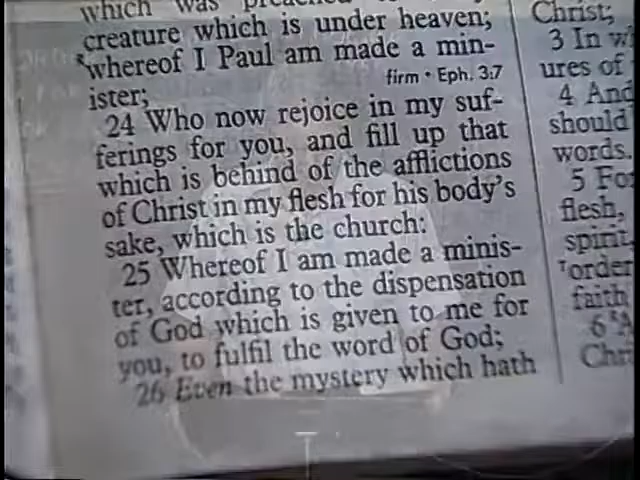 which was preached
creature which is under heaven;
whereof I Paul am made a min-
firm • Eph. 3:7
ister;
24 Who now rejoice in my suf-
ferings for you, and fill up that
which is behind of the afflictions
of Christ in my flesh for his body's
sake, which is the church:
25 Whereof I am made a minis-
ter, according to the dispensation
of God which is given to me for
you, to fulfil the word of God;
26 Even the mystery which hath
Christ;
3 In
ures of
4 And
should
words.
5 For
flesh,
spirit,
order
faith
6